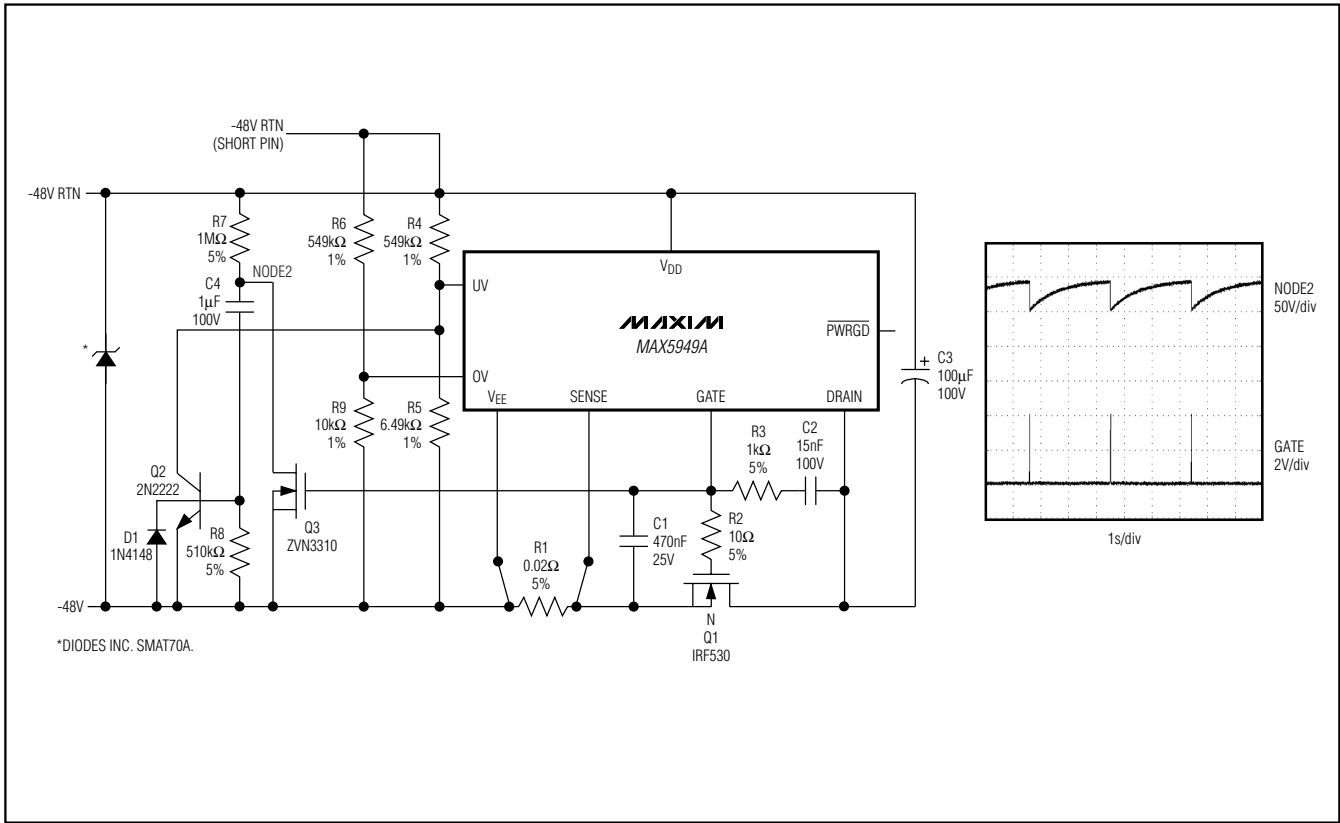 -48V RTN
(SHORT PIN)
-48V RTN
R7
1MΩ
5%
R6
549kΩ
1%
R4
549kΩ
1%
NODE2
C4
1μF
100V
VDD
UV
MAXIM
MAX5949A
PWRGD
OV
VEE
SENSE
GATE
DRAIN
*
C3
+
100μF
100V
NODE2
50V/div
GATE
2V/div
1s/div
R9
10kΩ
1%
R5
6.49kΩ
1%
R3
1kΩ
5%
C2
15nF
100V
Q2
2N2222
D1
1N4148
R8
510kΩ
5%
Q3
ZVN3310
C1
470nF
25V
R1
0.02Ω
5%
R2
10Ω
5%
-48V
N
Q1
IRF530
*DIODES INC. SMAT70A.